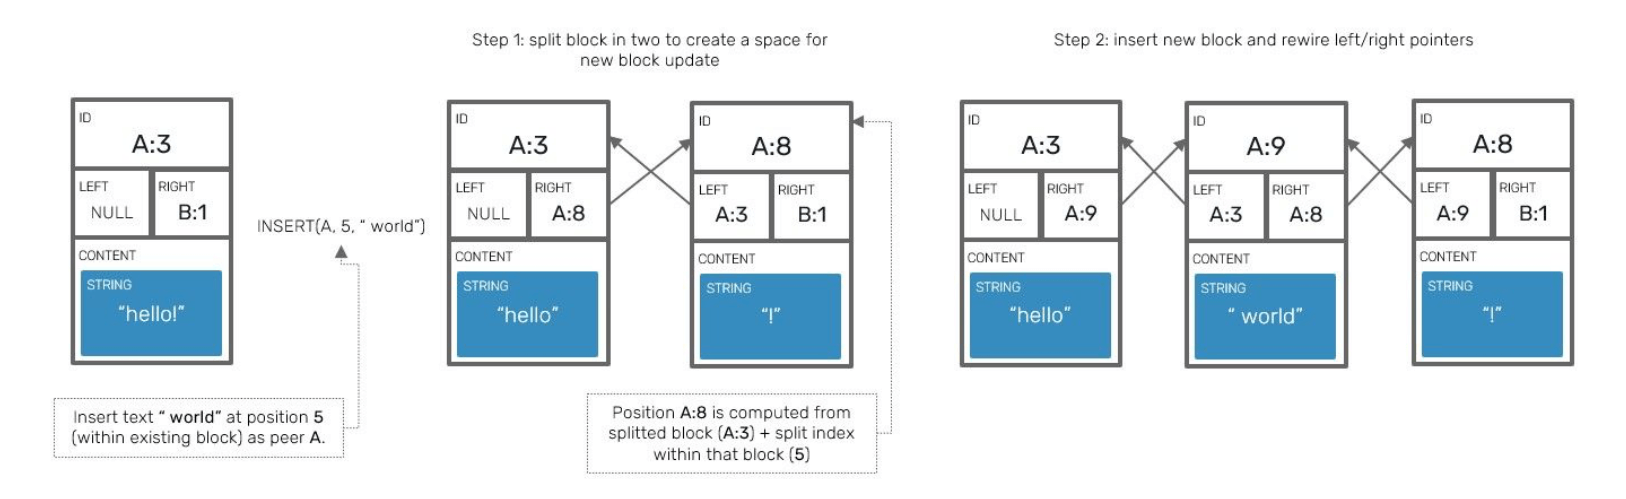 Step 1: split block in two to create a space for
new block update
Step 2: insert new block and rewire left/right pointers
ID
A:3
LEFT
NULL
RIGHT
B:1
CONTENT
STRING
“hello!”
INSERT(A, 5, “ world”)
Insert text “ world” at position 5
(within existing block) as peer A.
ID
A:3
LEFT
NULL
RIGHT
A:8
CONTENT
STRING
“hello”
ID
A:8
LEFT
A:3
RIGHT
B:1
CONTENT
STRING
“!”
Position A:8 is computed from
splitted block (A:3) + split index
within that block (5)
ID
A:3
LEFT
NULL
RIGHT
A:9
CONTENT
STRING
“hello”
ID
A:9
LEFT
A:3
RIGHT
A:8
CONTENT
STRING
“ world”
ID
A:8
LEFT
A:9
RIGHT
B:1
CONTENT
STRING
“!”